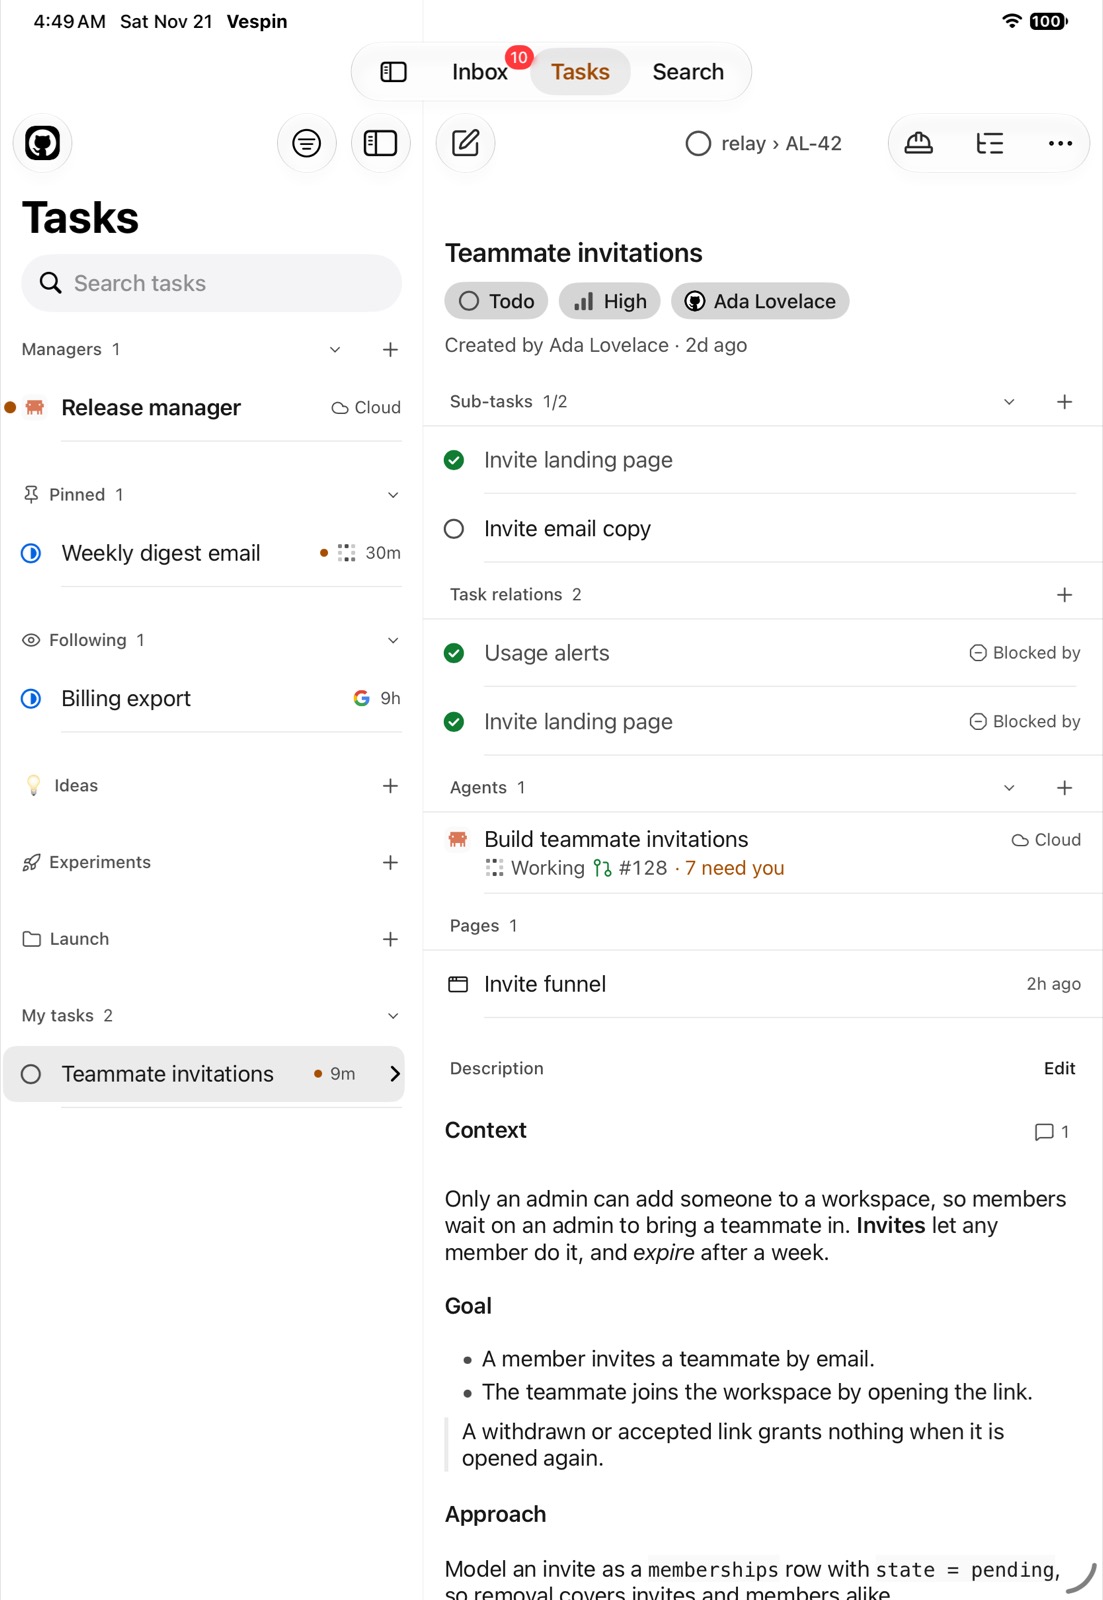 4:49 AM Sat Nov 21 Vespin
100
Inbox 10 Tasks Search
relay › AL-42
Tasks
Search tasks
Managers 1
Release manager Cloud
Pinned 1
Weekly digest email 30m
Following 1
Billing export 9h
Ideas
Experiments
Launch
My tasks 2
Teammate invitations 9m
Teammate invitations
Todo High Ada Lovelace
Created by Ada Lovelace · 2d ago
Sub-tasks 1/2
Invite landing page
Invite email copy
Task relations 2
Usage alerts Blocked by
Invite landing page Blocked by
Agents 1
Build teammate invitations Cloud
Working #128 · 7 need you
Pages 1
Invite funnel 2h ago
Description Edit
Context 1
Only an admin can add someone to a workspace, so members
wait on an admin to bring a teammate in. Invites let any
member do it, and expire after a week.
Goal
• A member invites a teammate by email.
• The teammate joins the workspace by opening the link.
A withdrawn or accepted link grants nothing when it is
opened again.
Approach
Model an invite as a memberships row with state = pending,
so removal covers invites and members alike.